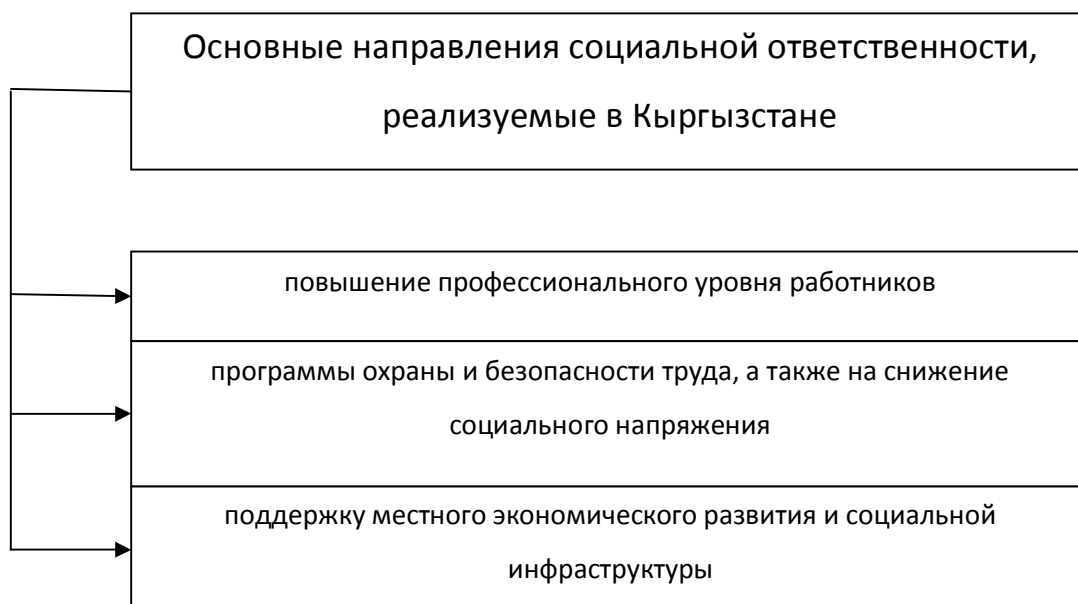 Основные направления социальной ответственности,
реализуемые в Кыргызстане
повышение профессионального уровня работников
программы охраны и безопасности труда, а также на снижение
социального напряжения
поддержку местного экономического развития и социальной
инфраструктуры